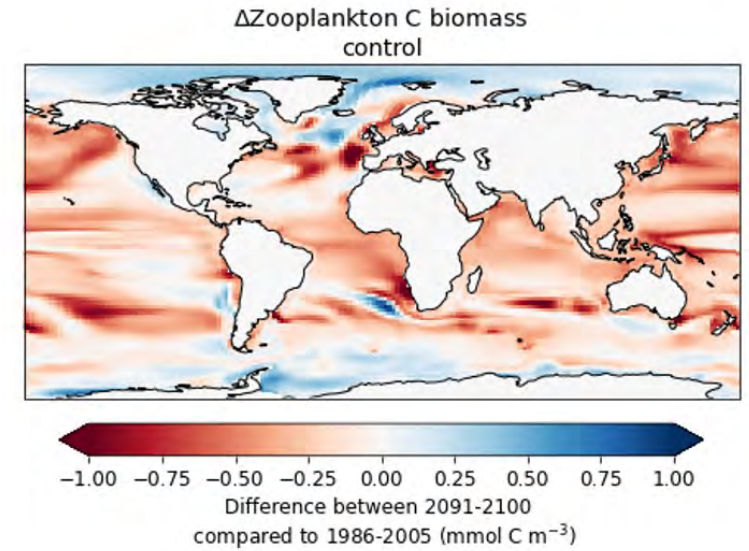 ΔZooplankton C biomass
control
−1.00 −0.75 −0.50 −0.25 0.00 0.25 0.50 0.75 1.00
Difference between 2091-2100
compared to 1986-2005 (mmol C m⁻³)